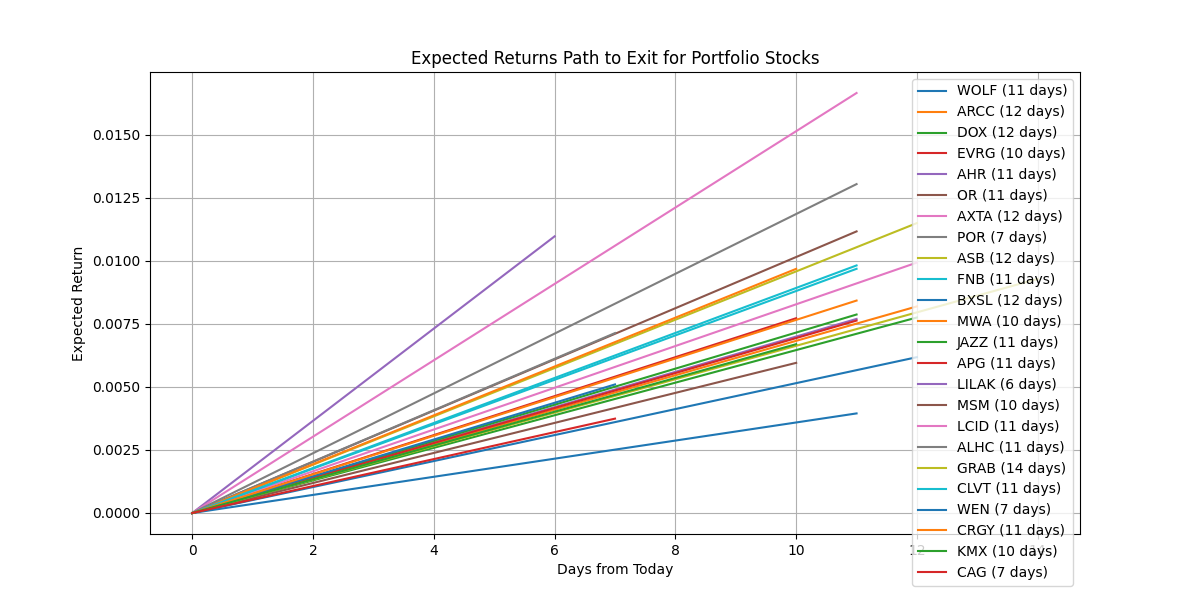 Expected Returns Path to Exit for Portfolio Stocks
Expected Return
0.0150
0.0125
0.0100
0.0075
0.0050
0.0025
0.0000
0 2 4 6 8 10 12
Days from Today
WOLF (11 days)
ARCC (12 days)
DOX (12 days)
EVRG (10 days)
AHR (11 days)
OR (11 days)
AXTA (12 days)
POR (7 days)
ASB (12 days)
FNB (11 days)
BXSL (12 days)
MWA (10 days)
JAZZ (11 days)
APG (11 days)
LILAK (6 days)
MSM (10 days)
LCID (11 days)
ALHC (11 days)
GRAB (14 days)
CLVT (11 days)
WEN (7 days)
CRGY (11 days)
KMX (10 days)
CAG (7 days)